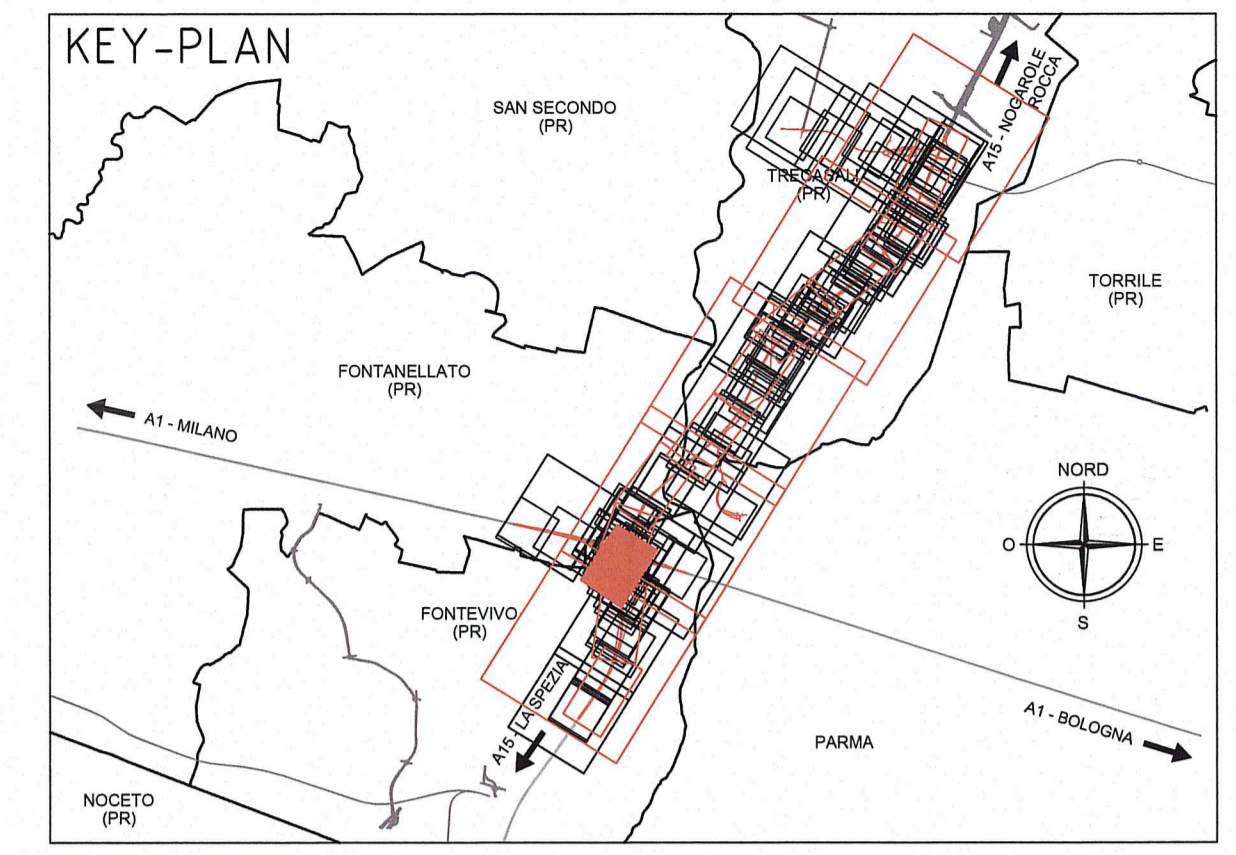 KEY-PLAN
SAN SECONDO
(PR)
A15 - NOGAROLE
ROCCA
TRECASALI
(PR)
TORRILE
(PR)
FONTANELLATO
(PR)
A1 - MILANO
NORD
O
E
S
FONTEVIVO
(PR)
A15 - LA SPEZIA
A1 - BOLOGNA
PARMA
NOCETO
(PR)